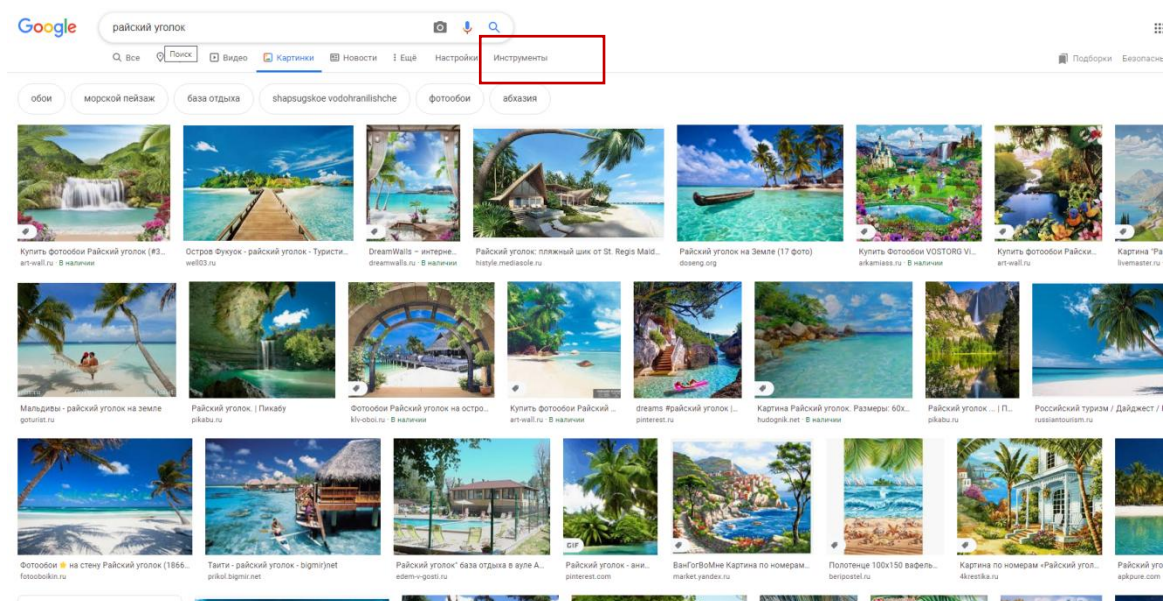 Google
райский уголок
Все
Поиск
Видео
Картинки
Новости
Ещё
Настройки
Инструменты
Подборки
обои
морской пейзаж
база отдыха
shapsugskoe vodohranilishche
фотообои
абхазия
Купить фотообои Райский уголок (#3...
art-wall.ru · В наличии
Остров Фукуок - райский уголок - Туристи...
well03.ru
DreamWalls – интерне...
dreamwalls.ru · В наличии
Райский уголок: пляжный шик от St. Regis Mald...
histyle.mediasole.ru
Райский уголок на Земле (17 фото)
doseng.org
Купить Фотообои VOSTORG Vi...
arkamiass.ru · В наличии
Купить фотообои Райски...
art-wall.ru
Картина "Ра
livemaster.ru
Мальдивы - райский уголок на земле
goturist.ru
Райский уголок. | Пикабу
pikabu.ru
Фотообои Райский уголок на остро...
klv-oboi.ru · В наличии
Купить фотообои Райский ...
art-wall.ru · В наличии
dreams #райский уголок |...
pinterest.ru
Картина Райский уголок. Размеры: 60x...
hudognik.net · В наличии
Райский уголок ... | П...
pikabu.ru
Российский туризм / Дайджест /
russiantourism.ru
GIF
Фотообои ⭐ на стену Райский уголок (1866...
fotooboikin.ru
Таити - райский уголок - bigmir)net
prikol.bigmir.net
Райский уголок" база отдыха в ауле А...
edem-v-gosti.ru
Райский уголок - ани...
pinterest.com
ВанГогВоМне Картина по номерам...
market.yandex.ru
Полотенце 100x150 вафель...
beripostel.ru
Картина по номерам «Райский угол...
4krestika.ru
Райский уго
apkpure.com